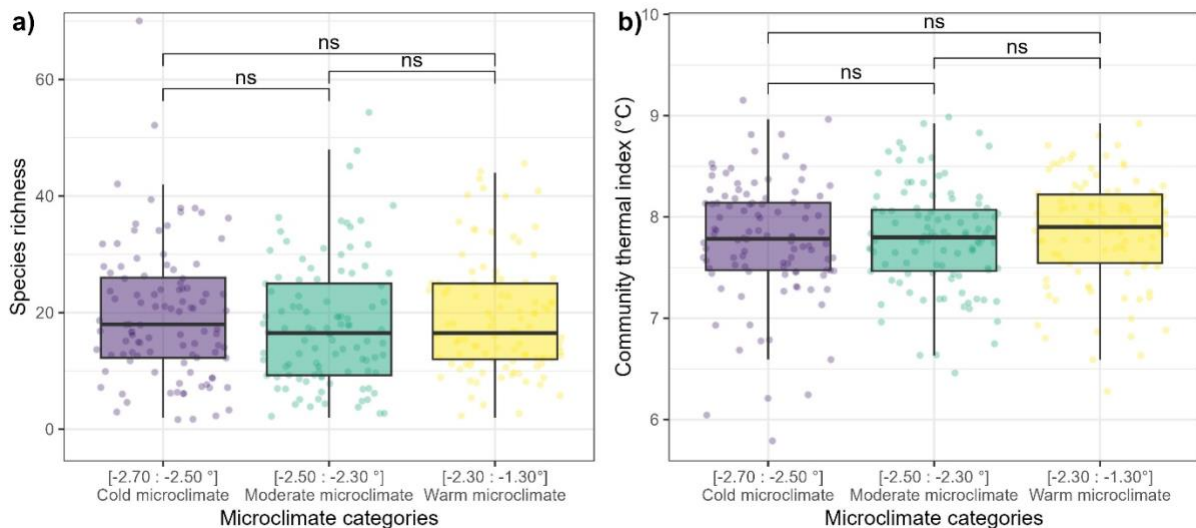 a)
ns
ns
ns
Species richness
60
40
20
0
[-2.70 : -2.50 °]
Cold microclimate
[-2.50 : -2.30 °]
Moderate microclimate
[-2.30 : -1.30°]
Warm microclimate
Microclimate categories
b)
ns
ns
ns
Community thermal index (°C)
10
9
8
7
6
[-2.70 : -2.50 °]
Cold microclimate
[-2.50 : -2.30 °]
Moderate microclimate
[-2.30 : -1.30°]
Warm microclimate
Microclimate categories